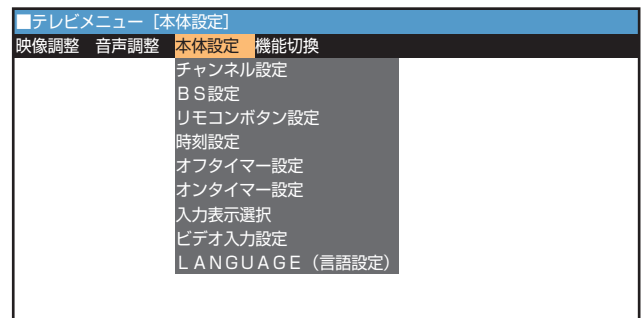 ■テレビメニュー［本体設定］
映像調整 音声調整 本体設定 機能切換
チャンネル設定
ＢＳ設定
リモコンボタン設定
時刻設定
オフタイマー設定
オンタイマー設定
入力表示選択
ビデオ入力設定
ＬＡＮＧＵＡＧＥ（言語設定）